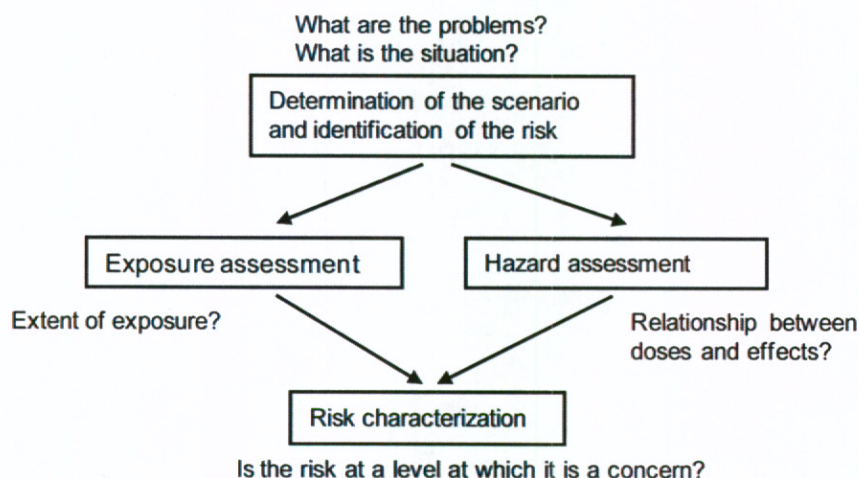 What are the problems?
What is the situation?
Determination of the scenario
and identification of the risk
Exposure assessment
Hazard assessment
Extent of exposure?
Relationship between
doses and effects?
Risk characterization
Is the risk at a level at which it is a concern?